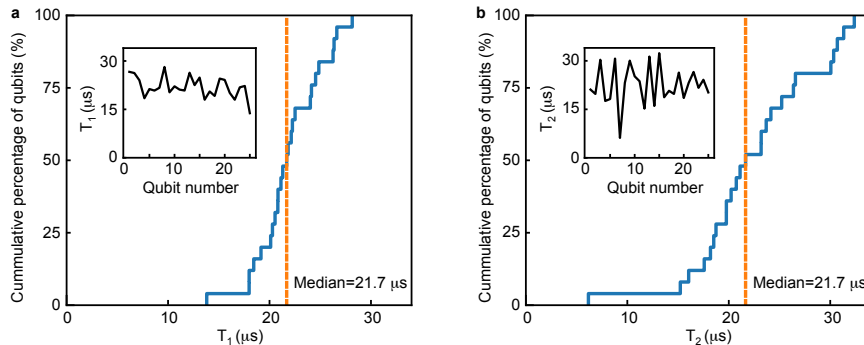 a
Cummulative percentage of qubits (%)
100
75
50
25
0
0 10 20 30
T1(μs)
Median=21.7 μs
T1(μs)
30
15
0
0 10 20
Qubit number
b
Cummulative percentage of qubits (%)
100
75
50
25
0
0 10 20 30
T2(μs)
Median=21.7 μs
T2(μs)
30
15
0
0 10 20
Qubit number